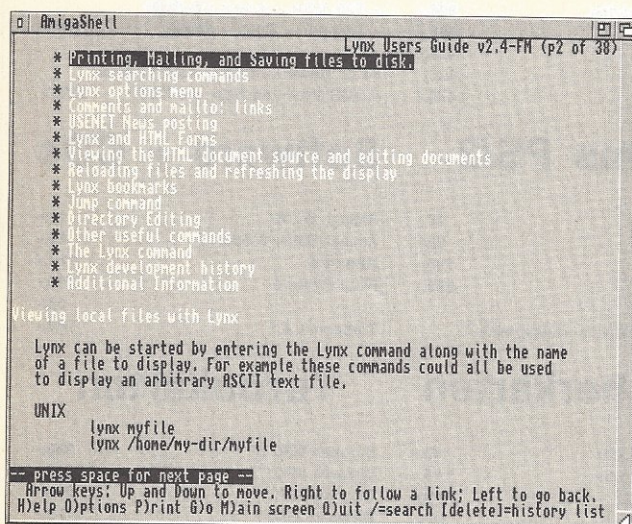 AmigaShell
Lynx Users Guide v2.4-FM (p2 of 38)
* Printing, Mailing, and Saving files to disk.
* Lynx searching commands
* Lynx options menu
* Comments and mailto: links
* USENET News posting
* Lynx and HTML Forms
* Viewing the HTML document source and editing documents
* Reloading files and refreshing the display
* Lynx bookmarks
* Jump command
* Directory Editing
* Other useful commands
* The Lynx command
* Lynx development history
* Additional Information
Viewing local files with Lynx
Lynx can be started by entering the Lynx command along with the name
of a file to display. For example these commands could all be used
to display an arbitrary ASCII text file.
UNIX
lynx myfile
lynx /home/my-dir/myfile
-- press space for next page --
Arrow keys: Up and Down to move. Right to follow a link; Left to go back.
H)elp O)ptions P)rint G)o M)ain screen Q)uit /=search [delete]=history list